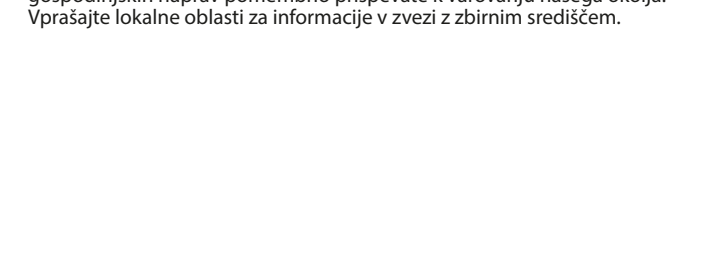 gospodinjskih naprav pomembno prispevate k varovanju našega okolja.
Vprašajte lokalne oblasti za informacije v zvezi z zbirnim središčem.